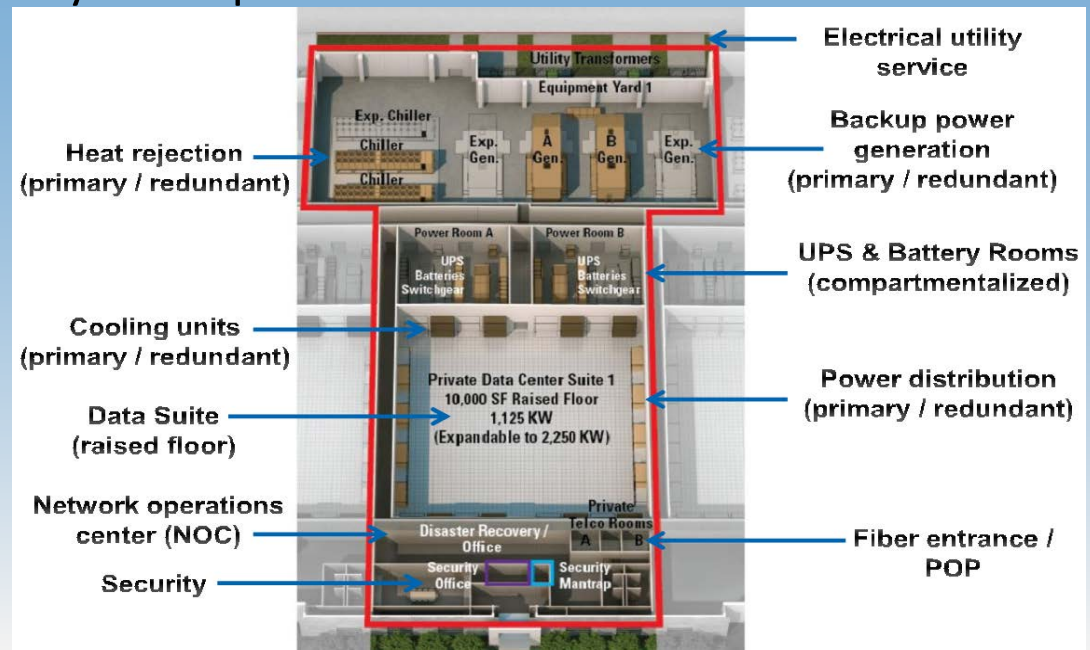 Electrical utility
service
Utility Transformers
Equipment Yard 1
Exp. Chiller
Chiller
Chiller
Exp.
Gen.
A
Gen.
B
Gen.
Exp.
Gen.
Heat rejection
(primary / redundant)
Backup power
generation
(primary / redundant)
Power Room A
UPS
Batteries
Switchgear
Power Room B
UPS
Batteries
Switchgear
UPS & Battery Rooms
(compartmentalized)
Cooling units
(primary / redundant)
Private Data Center Suite 1
10,000 SF Raised Floor
1,125 KW
(Expandable to 2,250 KW)
Power distribution
(primary / redundant)
Data Suite
(raised floor)
Network operations
center (NOC)
Disaster Recovery /
Office
Private
Telco Rooms
A
B
Fiber entrance /
POP
Security
Security
Office
Security
Mantrap